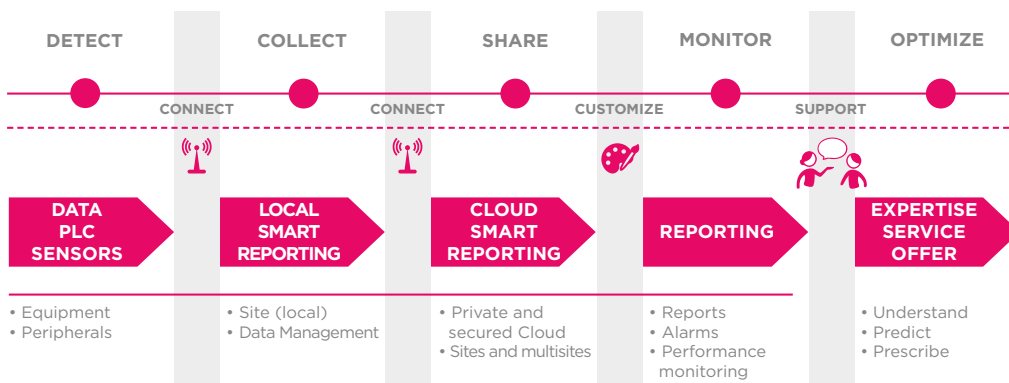 DETECT
COLLECT
SHARE
MONITOR
OPTIMIZE
CONNECT
CONNECT
CUSTOMIZE
SUPPORT
DATA
PLC
SENSORS
LOCAL
SMART
REPORTING
CLOUD
SMART
REPORTING
REPORTING
EXPERTISE
SERVICE
OFFER
• Equipment
• Peripherals
• Site (local)
• Data Management
• Private and
secured Cloud
• Sites and multisites
• Reports
• Alarms
• Performance
monitoring
• Understand
• Predict
• Prescribe